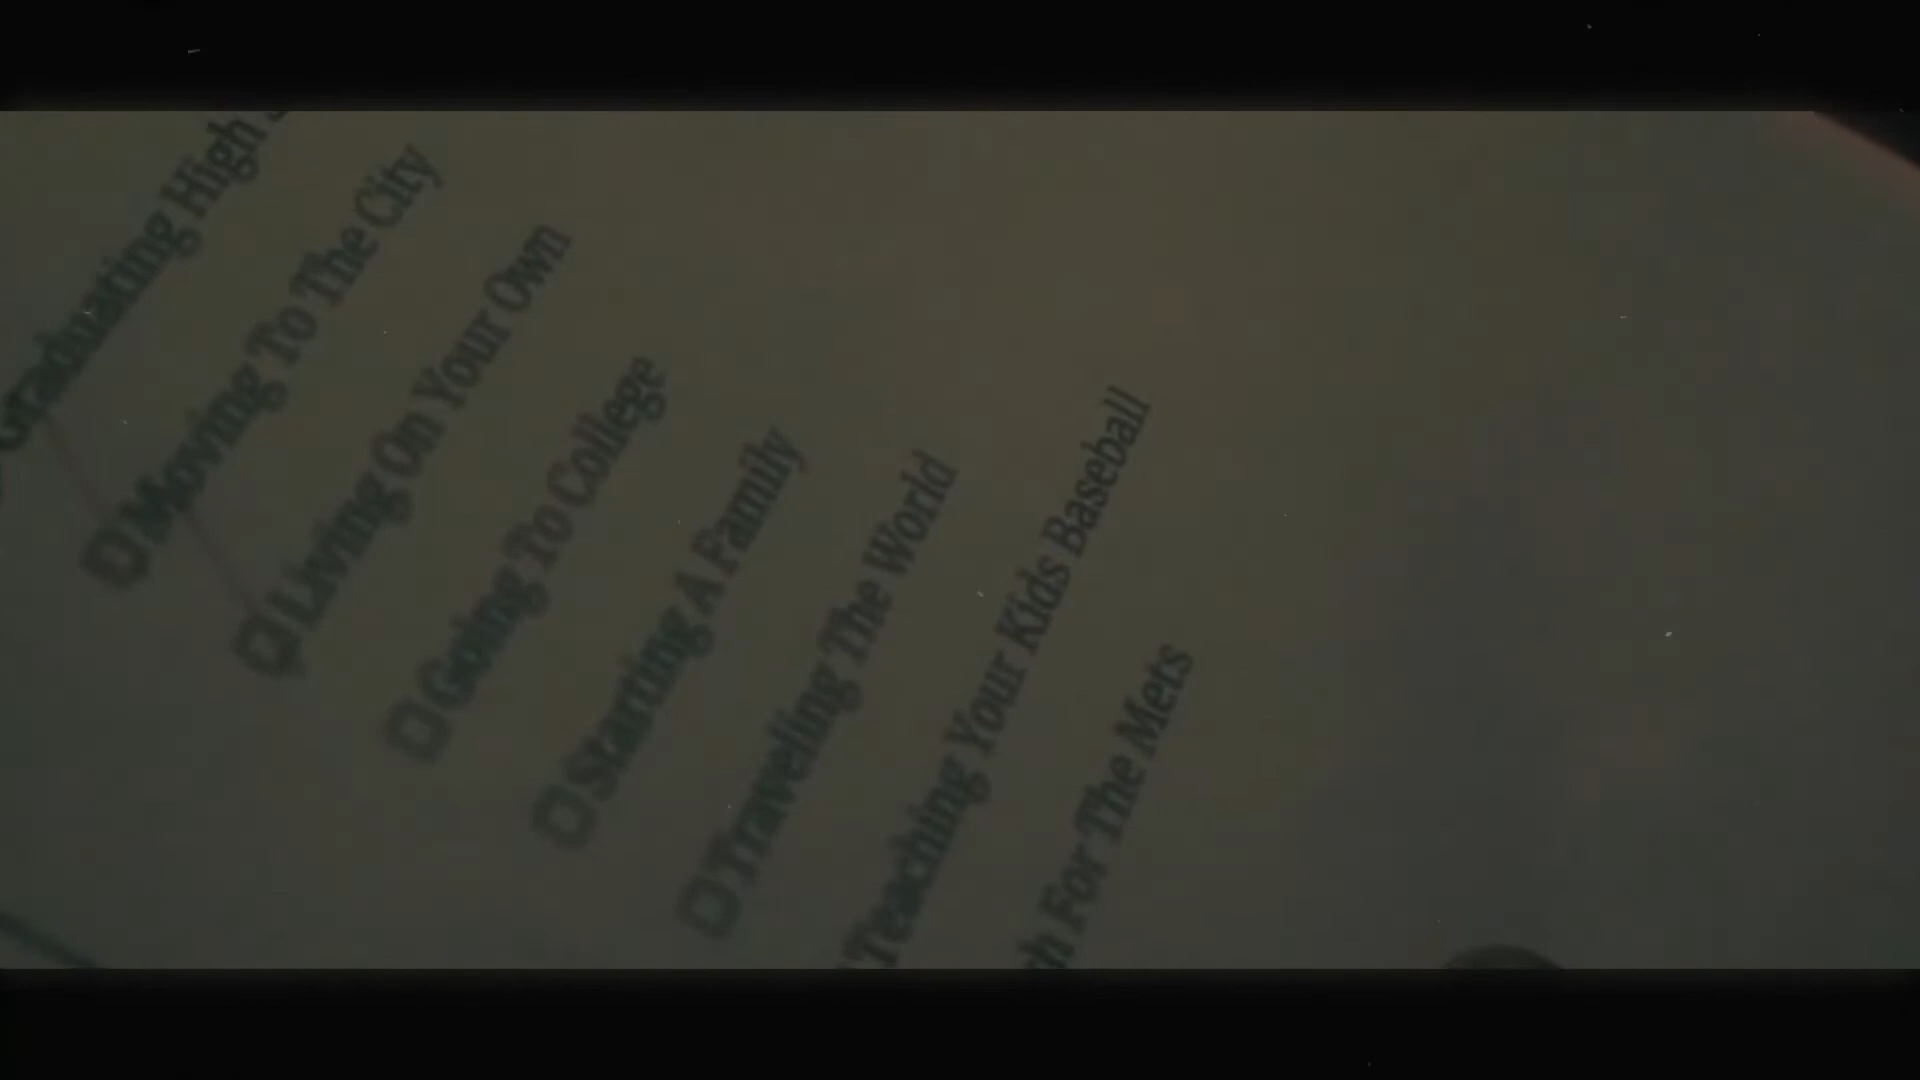 Graduating High
Moving To The City
Living On Your Own
Going To College
Starting A Family
Travelling The World
Teaching Your Kids Baseball
For The Mets